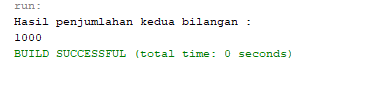 run:
Hasil penjumlahan kedua bilangan :
1000
BUILD SUCCESSFUL (total time: 0 seconds)